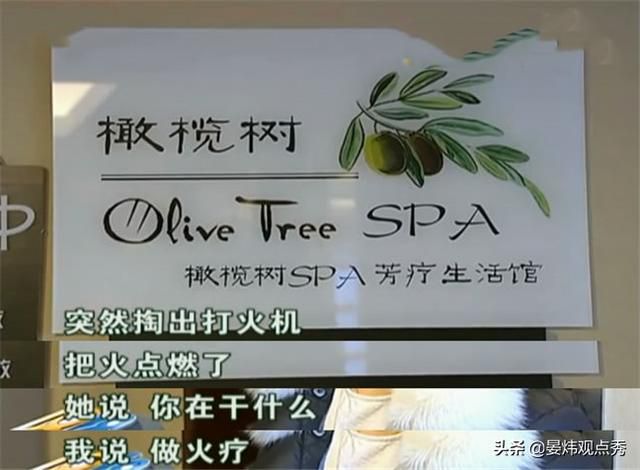 橄榄树
Olive Tree SPA
橄榄树SPA芳疗生活馆
中
突然掏出打火机
把火点燃了
她说 你在干什么
我说 做火疗
头条@晏炜观点秀